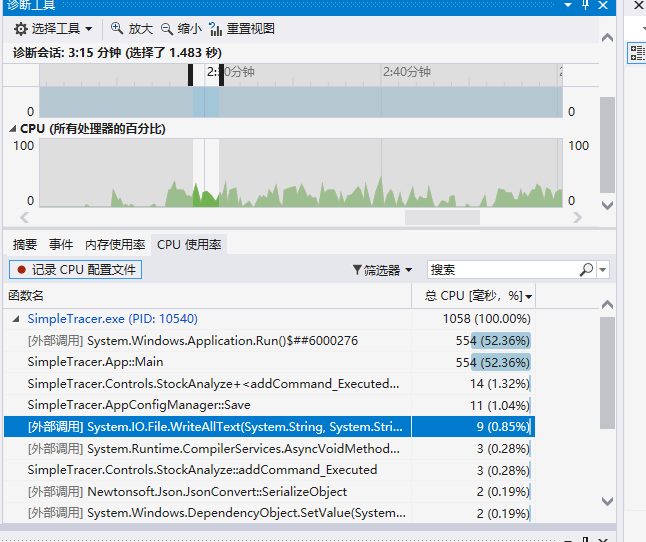 诊断工具
选择工具 放大 缩小 重置视图
诊断会话: 3:15 分钟 (选择了 1.483 秒)
2:40分钟
0 0
CPU (所有处理器的百分比)
100 100
0 0
摘要 事件 内存使用率 CPU 使用率
记录 CPU 配置文件 筛选器 搜索
函数名 总 CPU [毫秒，%]
SimpleTracer.exe (PID: 10540) 1058 (100.00%)
[外部调用] System.Windows.Application.Run()$##6000276 554 (52.36%)
SimpleTracer.App::Main 554 (52.36%)
SimpleTracer.Controls.StockAnalyze+<addCommand_Executed... 14 (1.32%)
SimpleTracer.AppConfigManager::Save 11 (1.04%)
[外部调用] System.IO.File.WriteAllText(System.String, System.Stri... 9 (0.85%)
[外部调用] System.Runtime.CompilerServices.AsyncVoidMethod... 3 (0.28%)
SimpleTracer.Controls.StockAnalyze::addCommand_Executed 3 (0.28%)
[外部调用] Newtonsoft.Json.JsonConvert::SerializeObject 2 (0.19%)
[外部调用] System.Windows.DependencyObject.SetValue(System... 2 (0.19%)